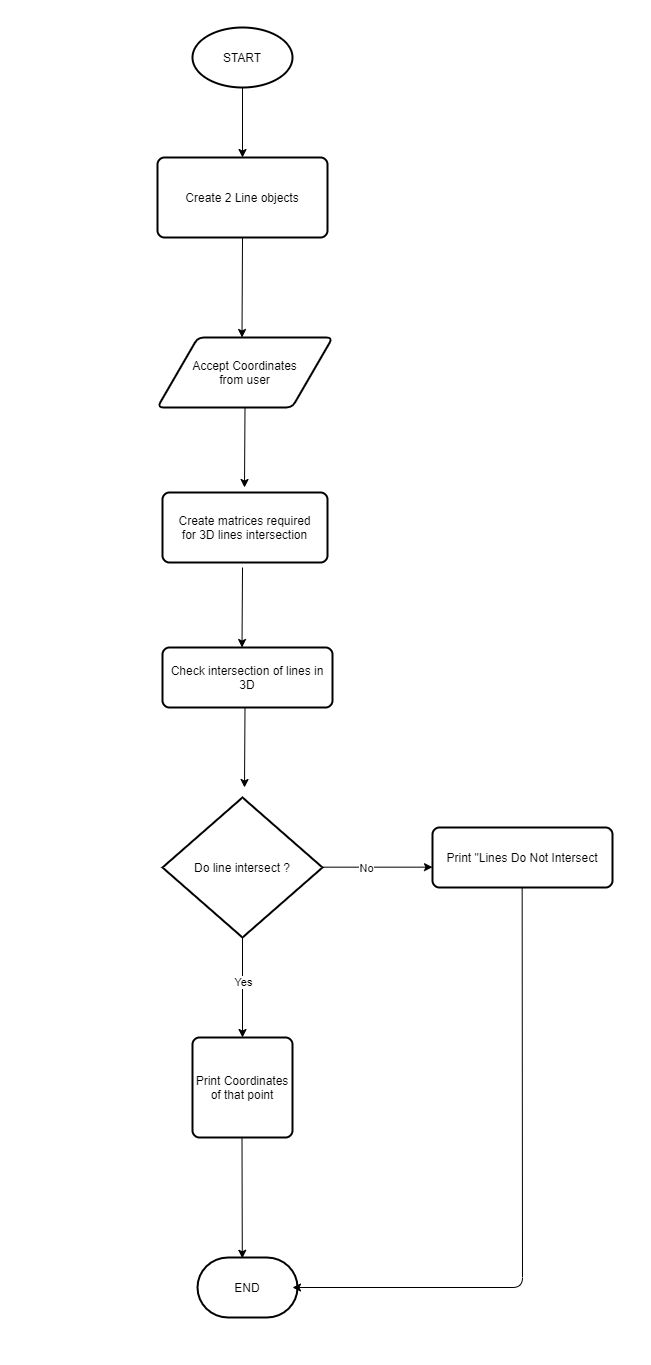 START
Create 2 Line objects
Accept Coordinates
from user
Create matrices required
for 3D lines intersection
Check intersection of lines in
3D
Do line intersect ?
No
Print "Lines Do Not Intersect
Yes
Print Coordinates
of that point
END